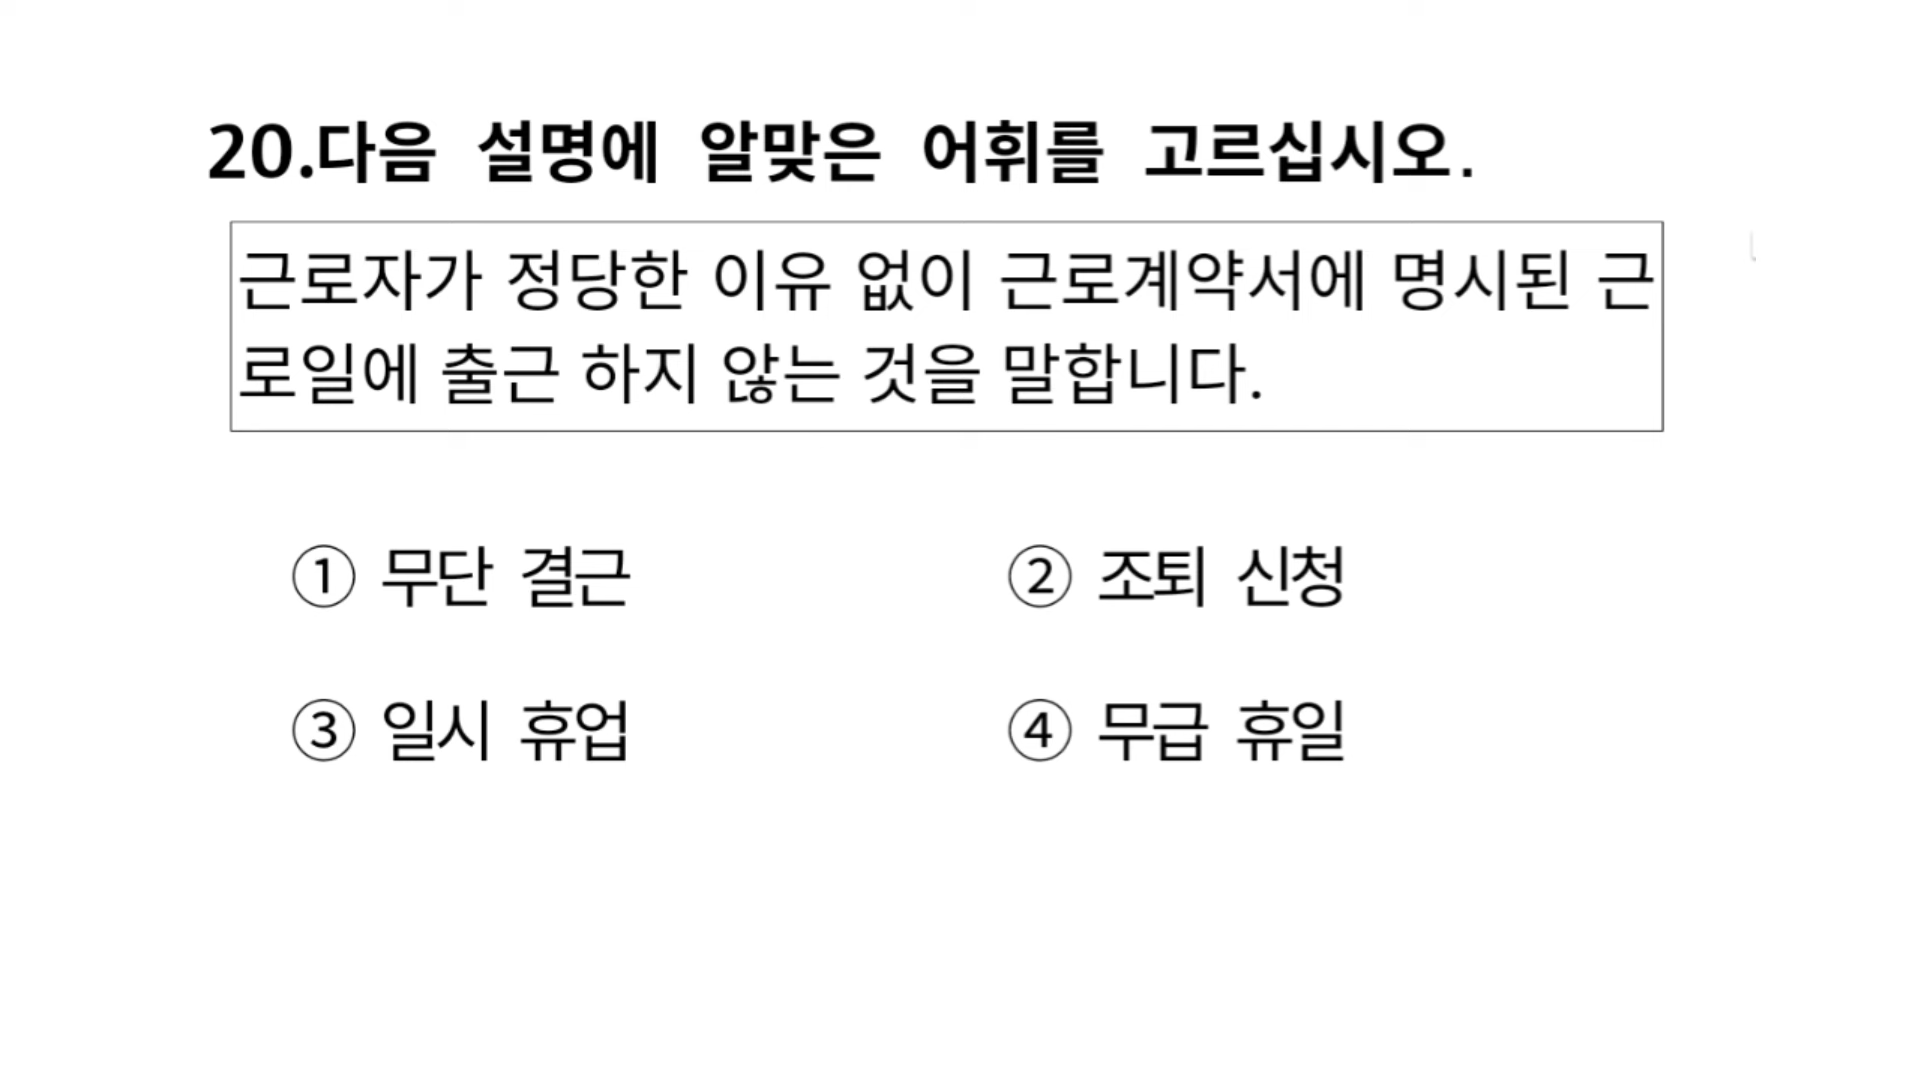 20.다음 설명에 알맞은 어휘를 고르십시오.
근로자가 정당한 이유 없이 근로계약서에 명시된 근
로일에 출근 하지 않는 것을 말합니다.
① 무단 결근 ② 조퇴 신청
③ 일시 휴업 ④ 무급 휴일